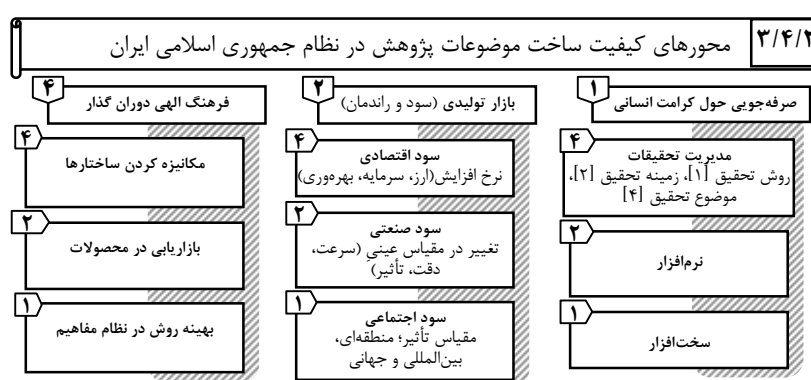 ۳/۴/۲ محورهای کیفیت ساخت موضوعات پژوهش در نظام جمهوری اسلامی ایران
۱
صرفه‌جویی حول کرامت انسانی
۴
مدیریت تحقیقات
روش تحقیق [۱]، زمینه تحقیق [۲]،
موضوع تحقیق [۴]
۲
نرم‌افزار
۱
سخت‌افزار
۲
بازار تولیدی (سود و راندمان)
۴
سود اقتصادی
نرخ افزایش(ارز، سرمایه، بهره‌وری)
۲
سود صنعتی
تغییر در مقیاس عینیِ (سرعت،
دقت، تأثیر)
۱
سود اجتماعی
مقیاس تأثیر؛ منطقه‌ای،
بین‌المللی و جهانی
۴
فرهنگ الهی دوران گذار
۴
مکانیزه کردن ساختارها
۲
بازاریابی در محصولات
۱
بهینه روش در نظام مفاهیم